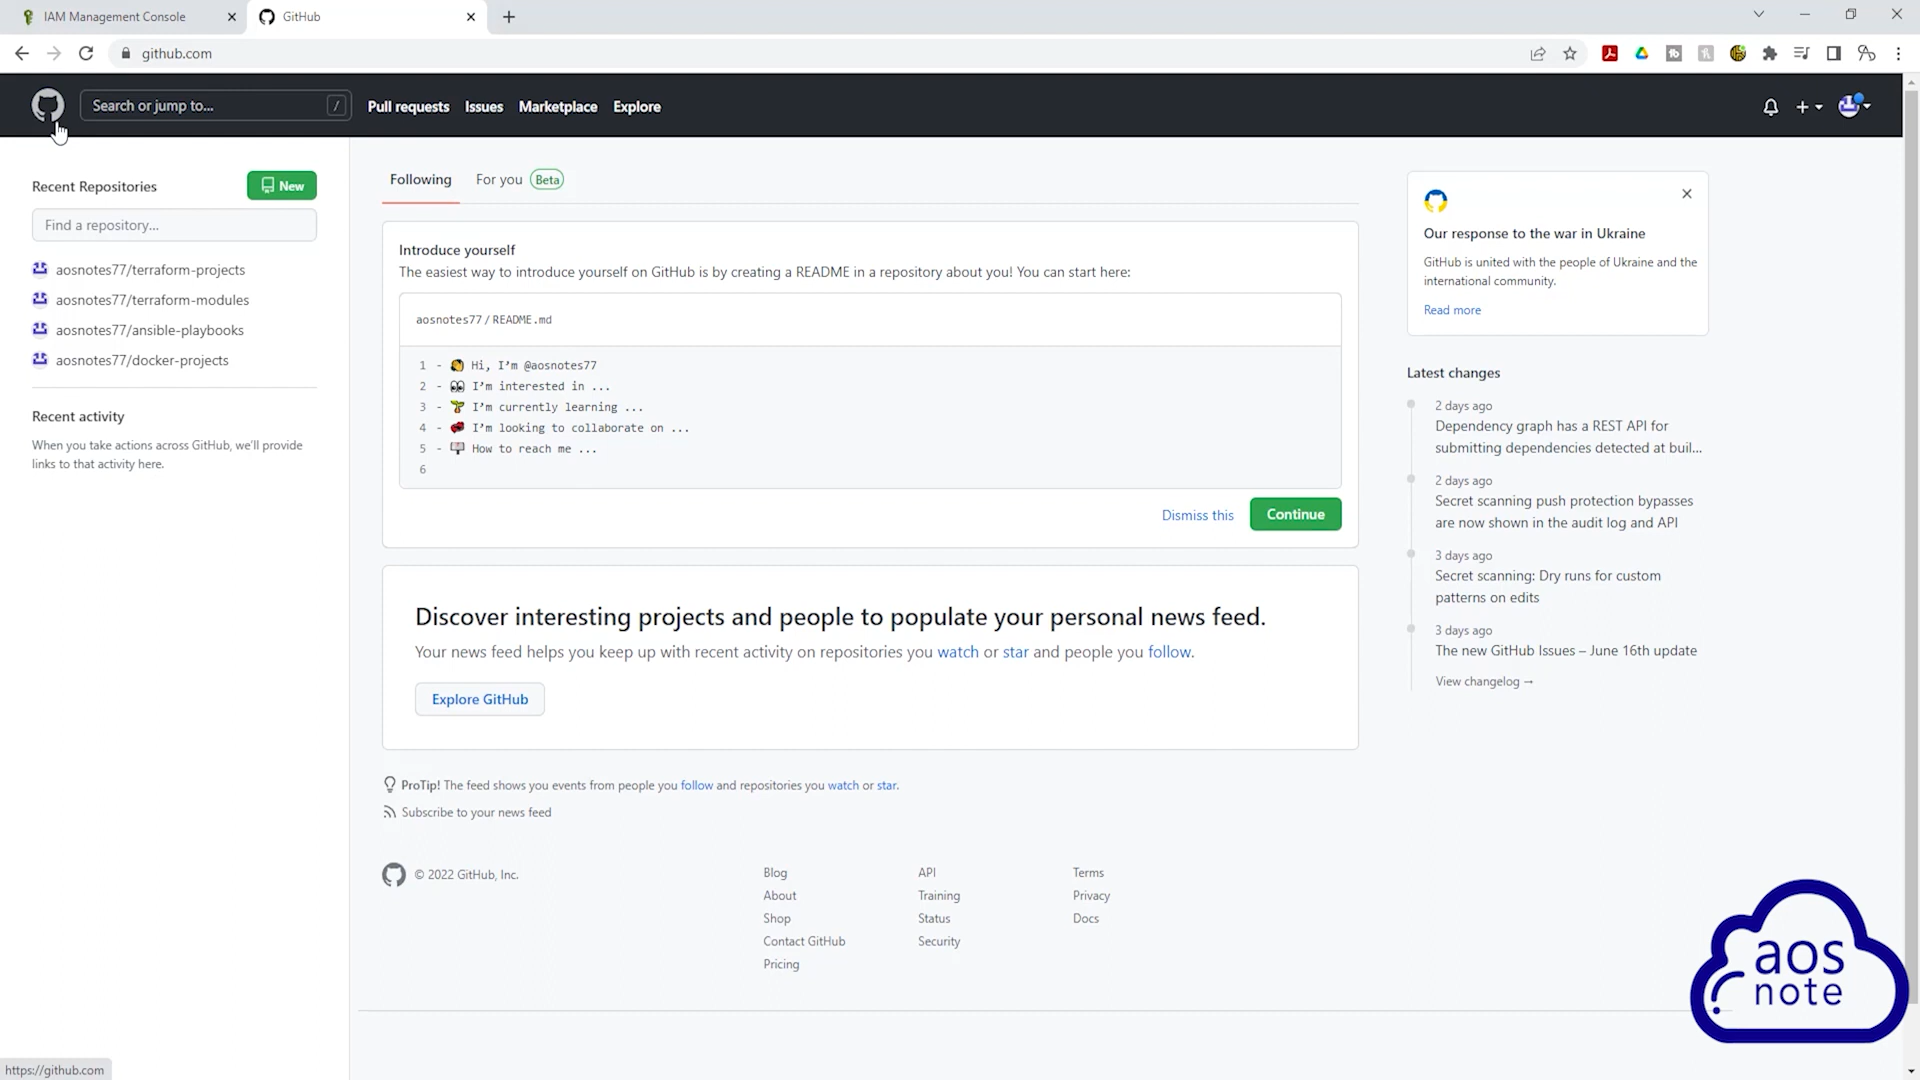 IAM Management Console
GitHub
github.com
Search or jump to...
/
Pull requests
Issues
Marketplace
Explore
Recent Repositories
New
Find a repository...
aosnotes77/terraform-projects
aosnotes77/terraform-modules
aosnotes77/ansible-playbooks
aosnotes77/docker-projects
Recent activity
When you take actions across GitHub, we'll provide
links to that activity here.
Following
For you
Beta
Introduce yourself
The easiest way to introduce yourself on GitHub is by creating a README in a repository about you! You can start here:
aosnotes77 / README.md
1 - 👋 Hi, I'm @aosnotes77
2 - 👀 I'm interested in ...
3 - 🌱 I'm currently learning ...
4 - 💞️ I'm looking to collaborate on ...
5 - 📫 How to reach me ...
6
Dismiss this
Continue
Discover interesting projects and people to populate your personal news feed.
Your news feed helps you keep up with recent activity on repositories you watch or star and people you follow.
Explore GitHub
ProTip! The feed shows you events from people you follow and repositories you watch or star.
Subscribe to your news feed
© 2022 GitHub, Inc.
Blog
About
Shop
Contact GitHub
Pricing
API
Training
Status
Security
Terms
Privacy
Docs
Our response to the war in Ukraine
GitHub is united with the people of Ukraine and the
international community.
Read more
Latest changes
2 days ago
Dependency graph has a REST API for
submitting dependencies detected at buil...
2 days ago
Secret scanning push protection bypasses
are now shown in the audit log and API
3 days ago
Secret scanning: Dry runs for custom
patterns on edits
3 days ago
The new GitHub Issues – June 16th update
View changelog →
aos
note
https://github.com